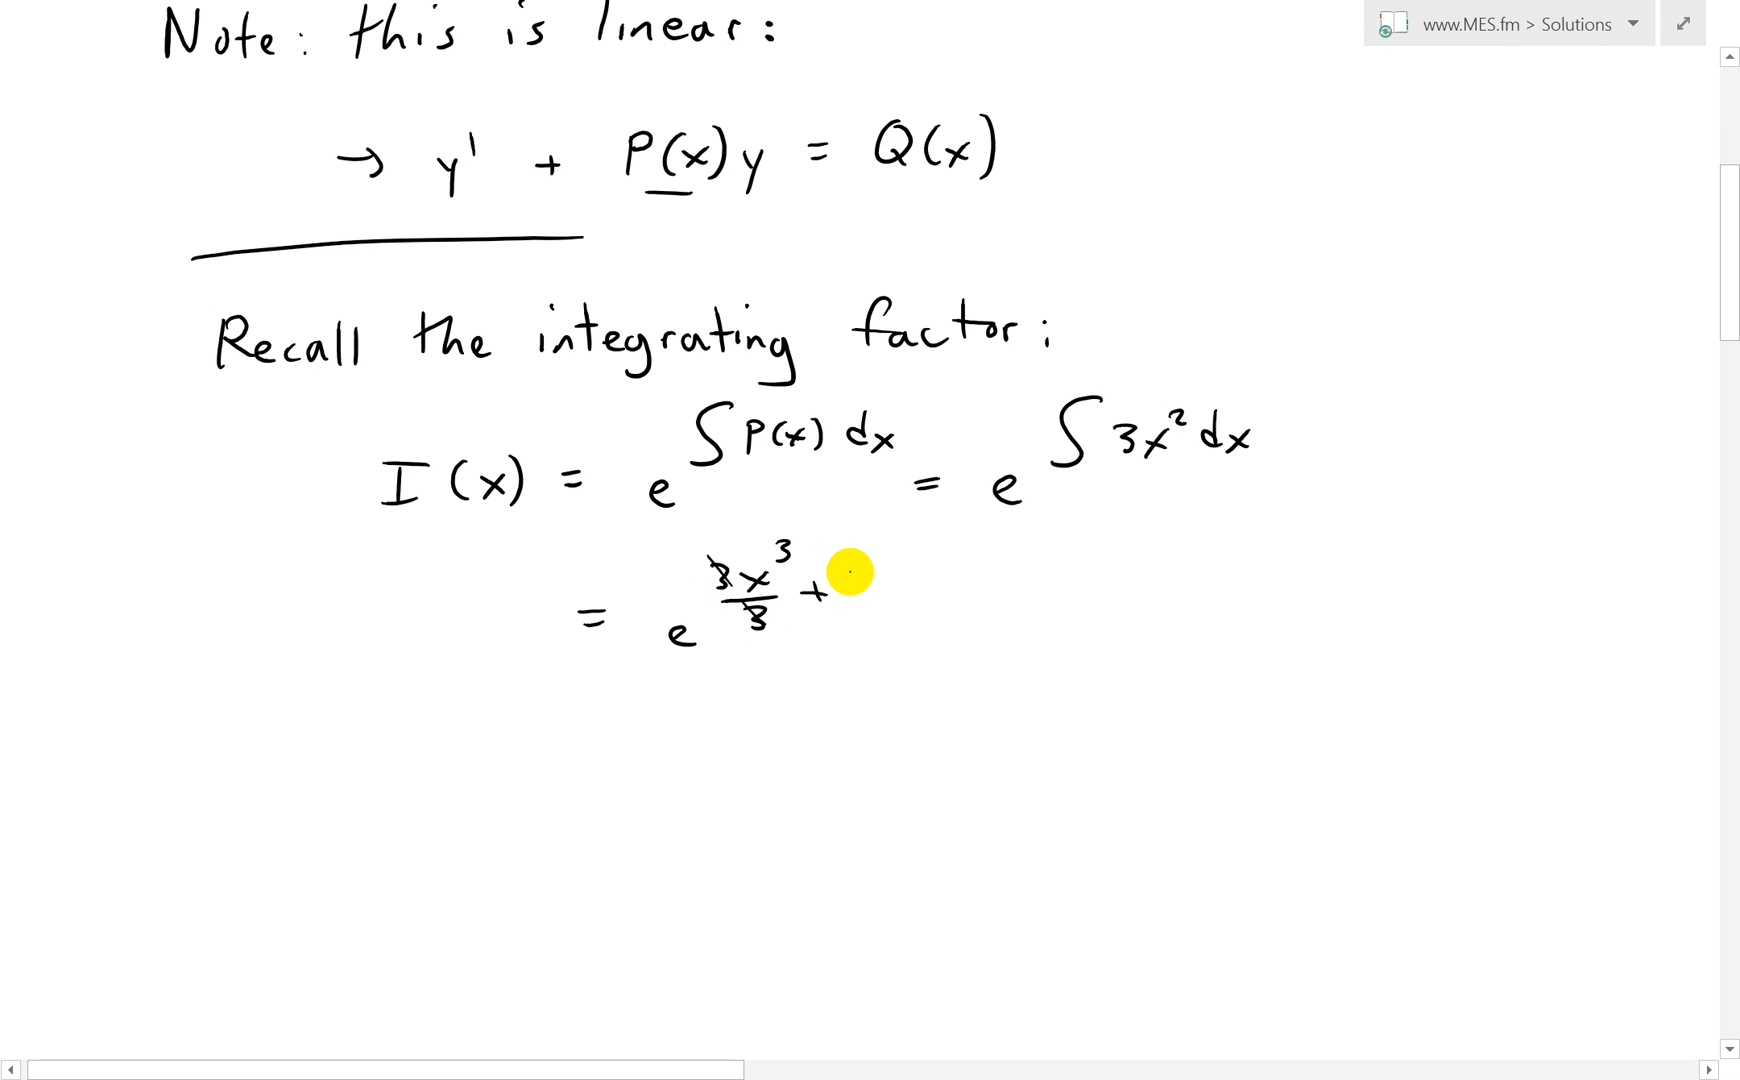 www.MES.fm > Solutions
Note: this is linear:
→ y' + P(x)y = Q(x)
Recall the integrating factor:
I(x) = e^∫P(x) dx = e^∫3x² dx
= e^3x³/3 +